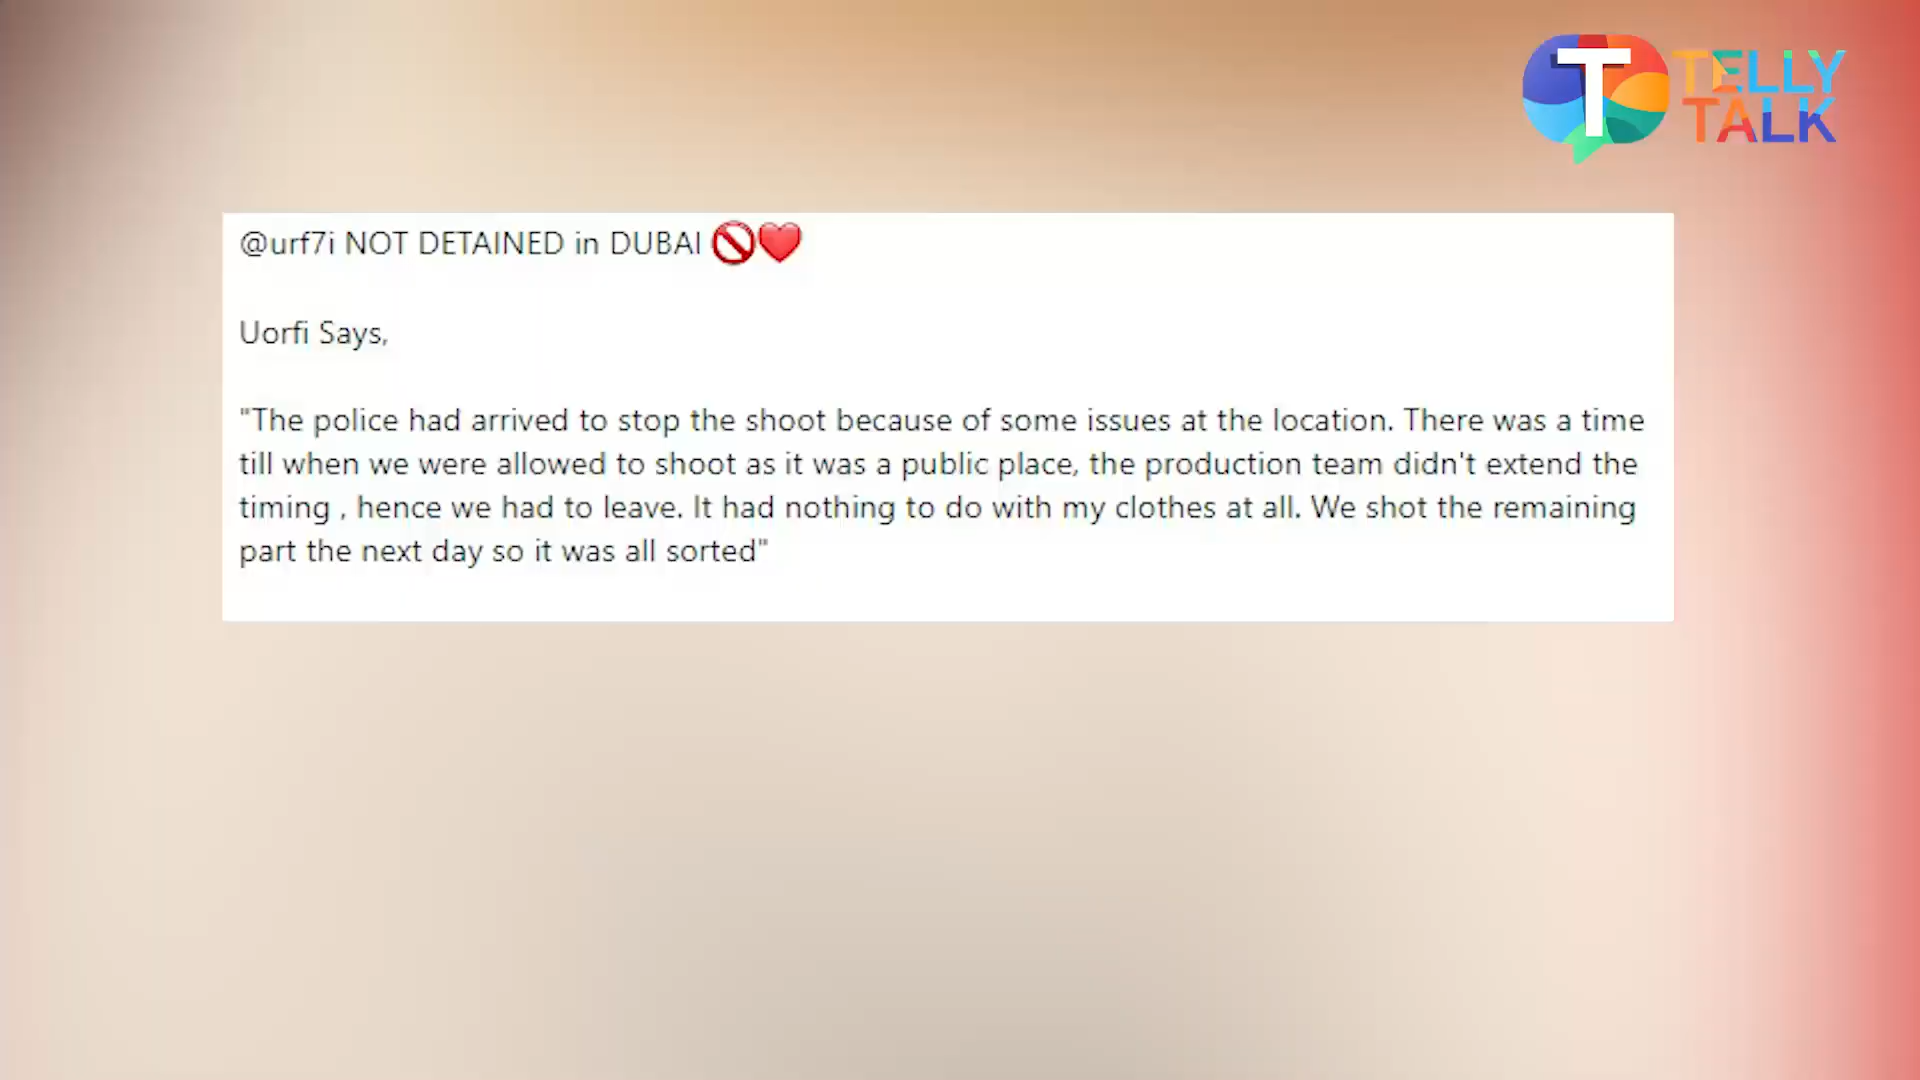 TELLY
TALK
@urf7i NOT DETAINED in DUBAI 🚫❤️
Uorfi Says,
"The police had arrived to stop the shoot because of some issues at the location. There was a time
till when we were allowed to shoot as it was a public place, the production team didn't extend the
timing , hence we had to leave. It had nothing to do with my clothes at all. We shot the remaining
part the next day so it was all sorted"